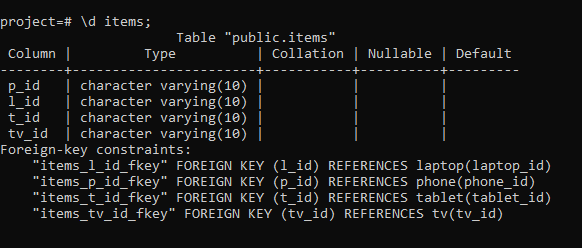 project=# \d items;
Table "public.items"
Column | Type | Collation | Nullable | Default
--------+-----------------------+-----------+----------+---------
p_id | character varying(10) | | |
l_id | character varying(10) | | |
t_id | character varying(10) | | |
tv_id | character varying(10) | | |
Foreign-key constraints:
"items_l_id_fkey" FOREIGN KEY (l_id) REFERENCES laptop(laptop_id)
"items_p_id_fkey" FOREIGN KEY (p_id) REFERENCES phone(phone_id)
"items_t_id_fkey" FOREIGN KEY (t_id) REFERENCES tablet(tablet_id)
"items_tv_id_fkey" FOREIGN KEY (tv_id) REFERENCES tv(tv_id)